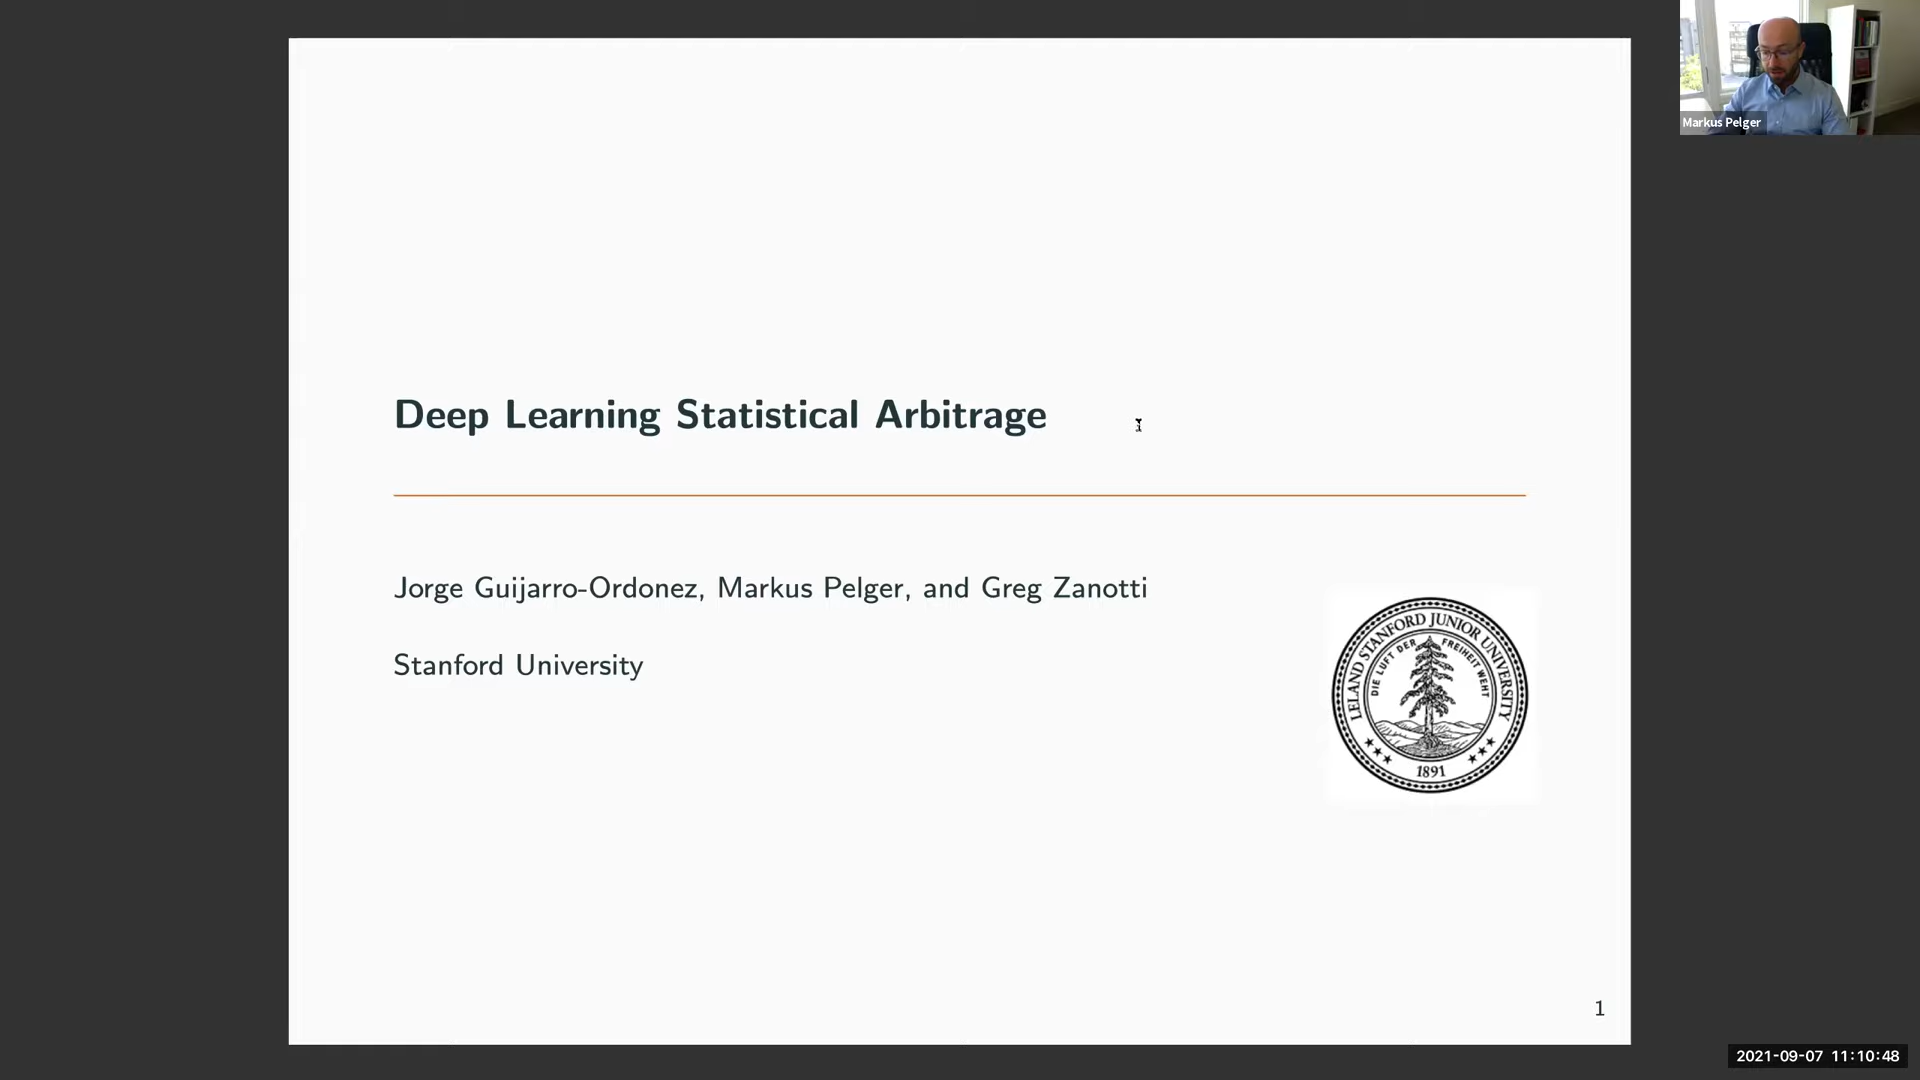 Markus Pelger
Deep Learning Statistical Arbitrage
Jorge Guijarro-Ordonez, Markus Pelger, and Greg Zanotti
Stanford University
LELAND STANFORD JUNIOR UNIVERSITY
DIE LUFT DER FREIHEIT WEHT
1891
1
2021-09-07 11:10:48